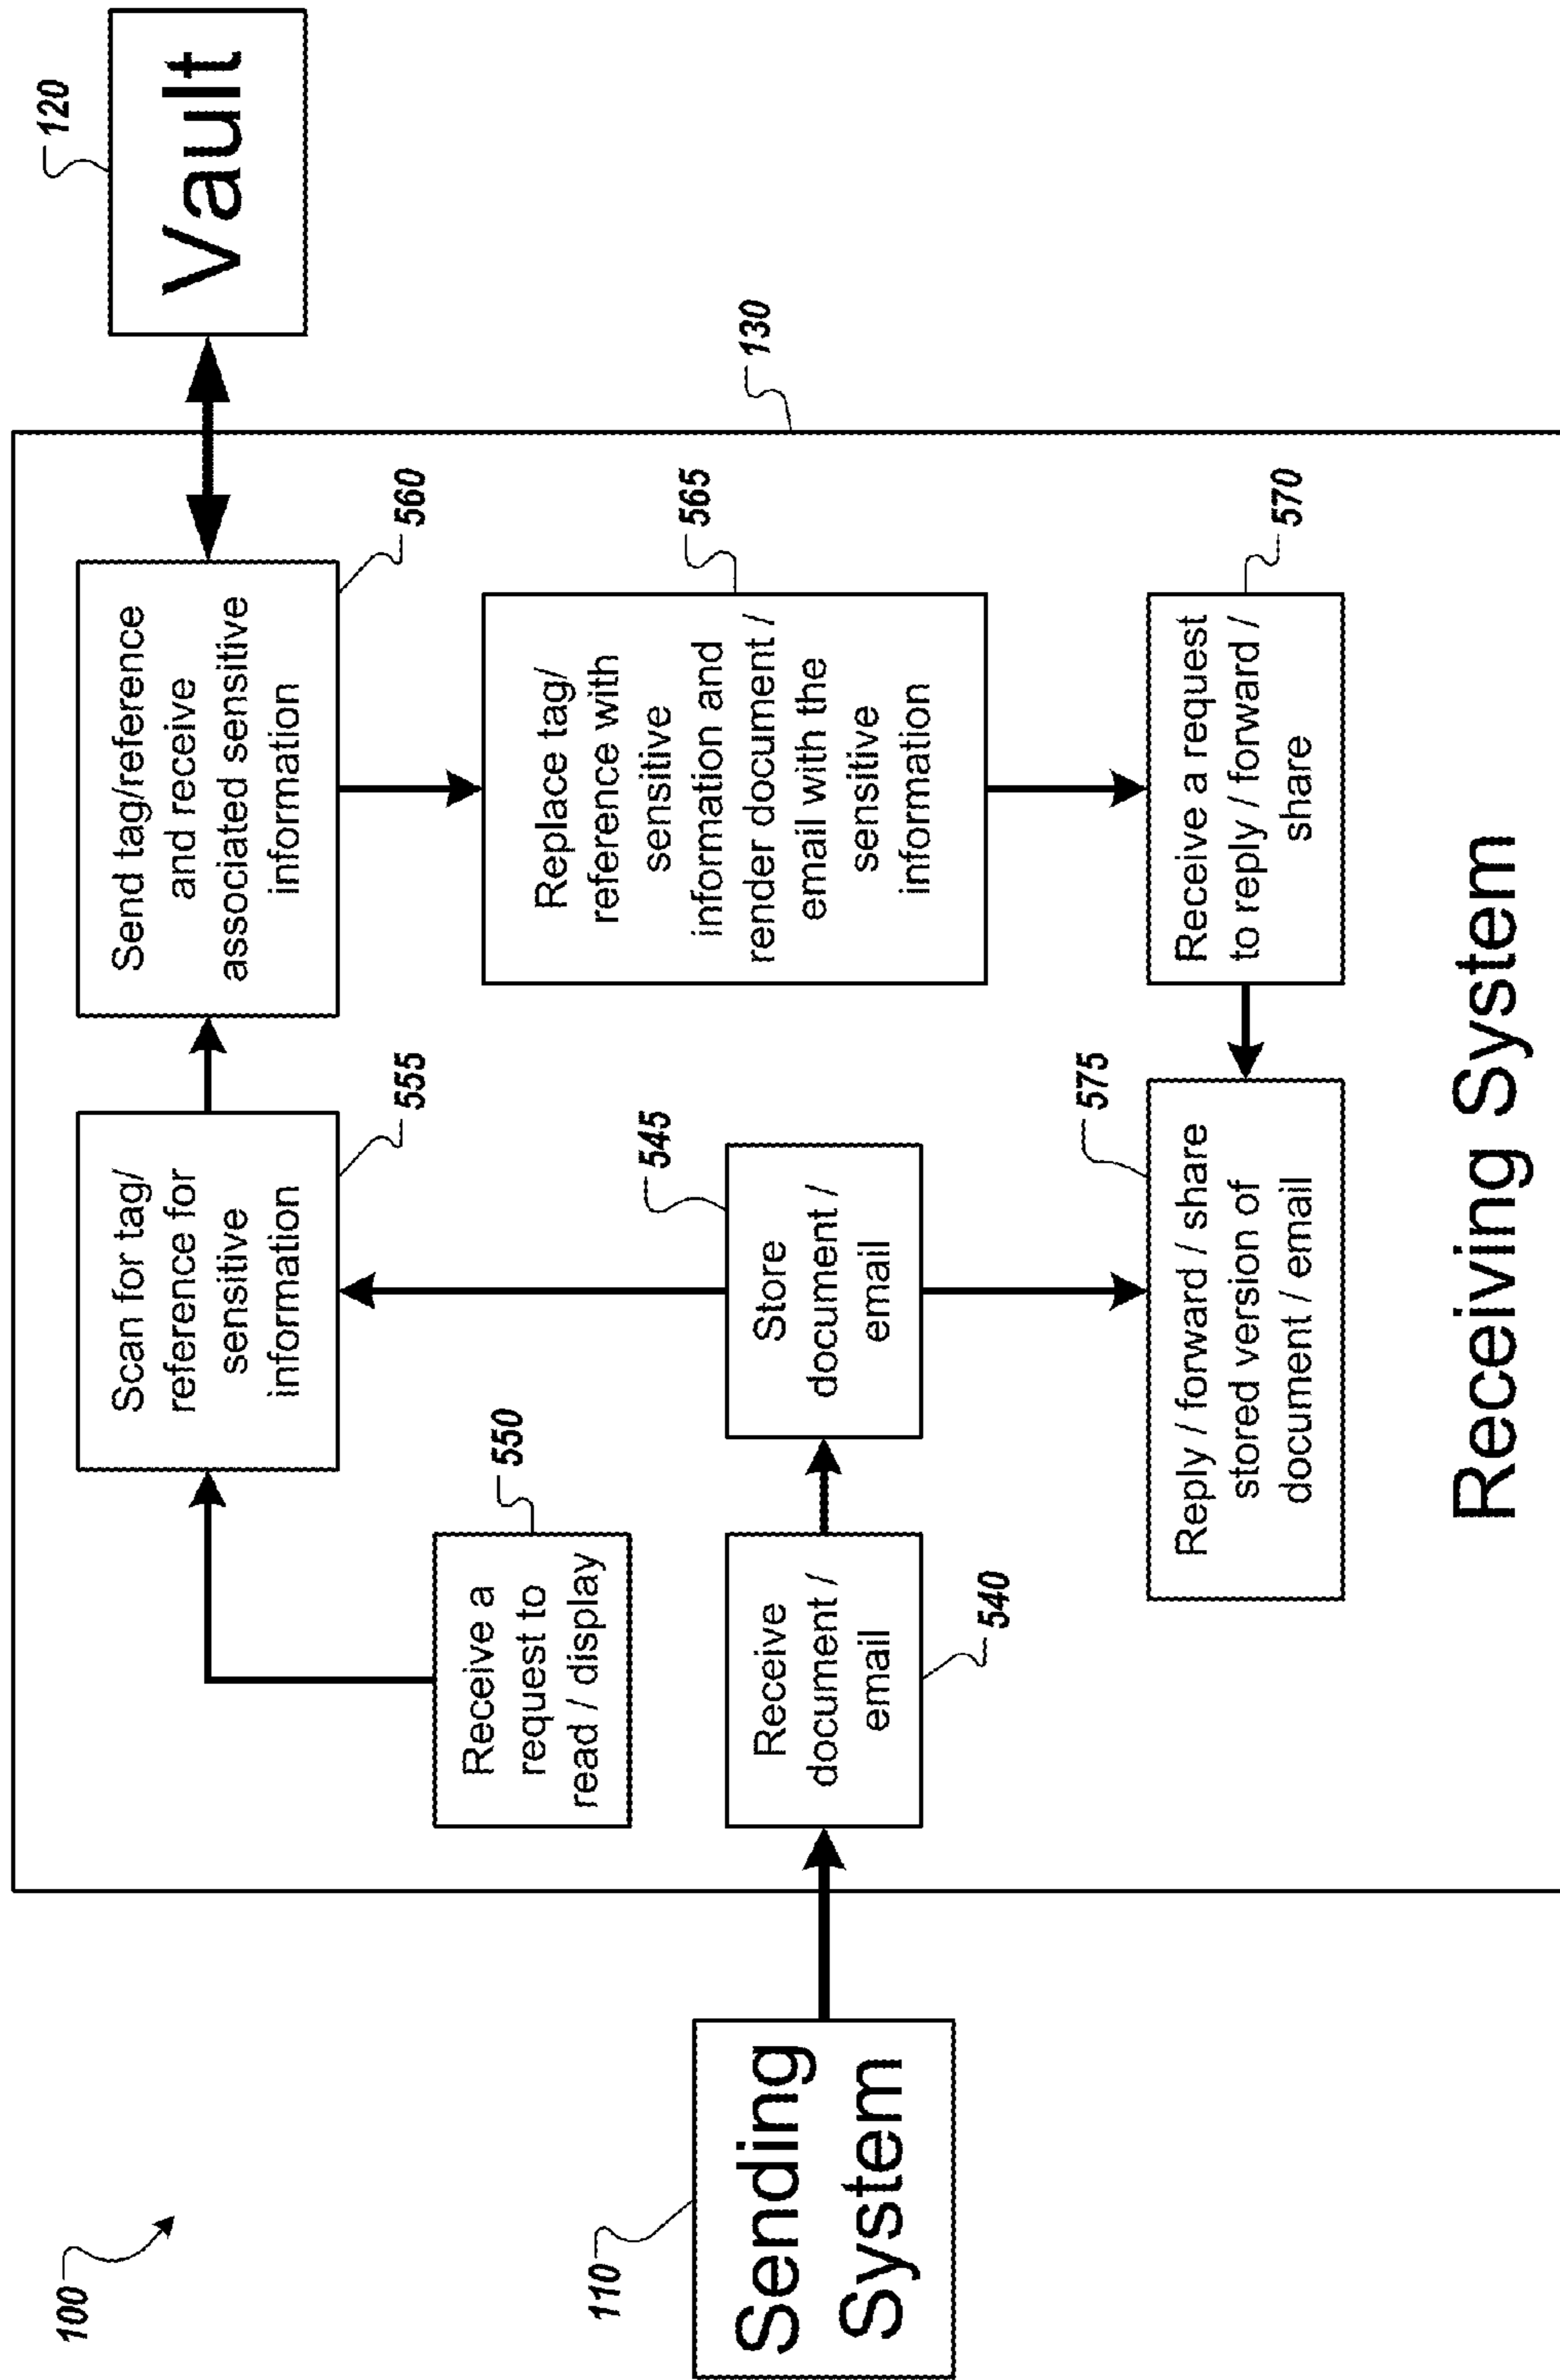 100
110
Sending
System
120
Vault
130
550
Receive a
request to
read / display
555
Scan for tag/
reference for
sensitive
information
560
Send tag/reference
and receive
associated sensitive
information
540
Receive
document /
email
545
Store
document /
email
565
Replace tag/
reference with
sensitive
information and
render document /
email with the
sensitive
information
570
Receive a request
to reply / forward /
share
575
Reply / forward / share
stored version of
document / email
Receiving System